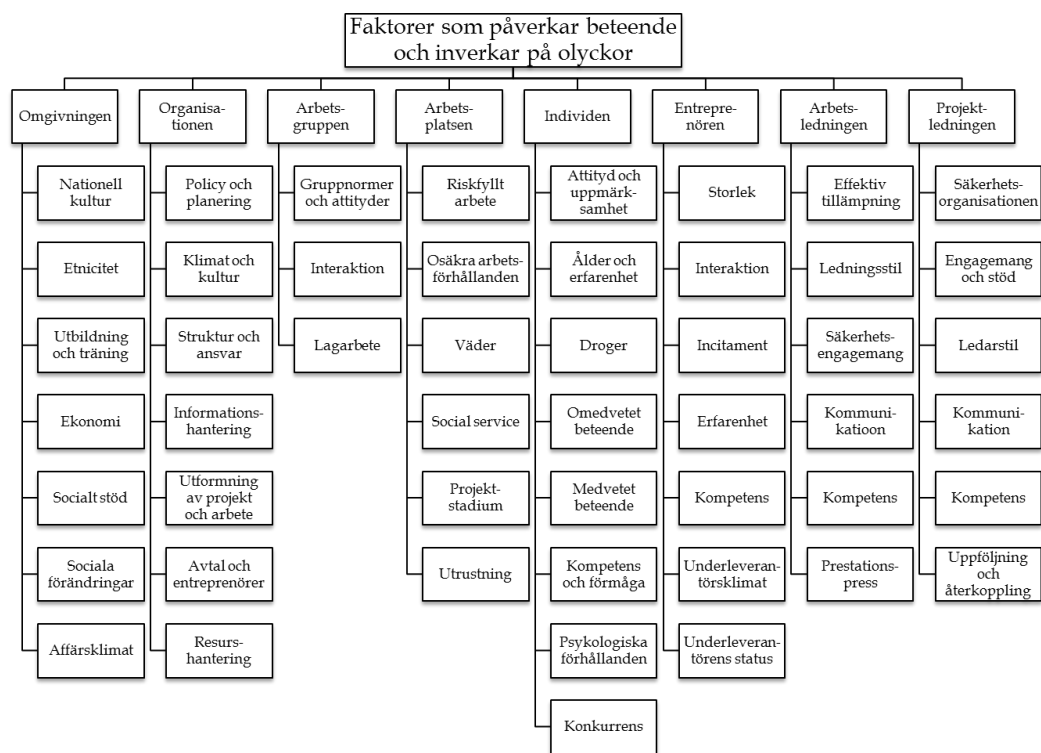 Faktorer som påverkar beteende
och inverkar på olyckor
Omgivningen
Nationell
kultur
Etnicitet
Utbildning
och träning
Ekonomi
Socialt stöd
Sociala
förändringar
Affärsklimat
Organisa-
tionen
Policy och
planering
Klimat och
kultur
Struktur och
ansvar
Informations-
hantering
Utformning
av projekt
och arbete
Avtal och
entreprenörer
Resurs-
hantering
Arbets-
gruppen
Gruppnormer
och attityder
Interaktion
Lagarbete
Arbets-
platsen
Riskfyllt
arbete
Osäkra arbets-
förhållanden
Väder
Social service
Projekt-
stadium
Utrustning
Individen
Attityd och
uppmärk-
samhet
Ålder och
erfarenhet
Droger
Omedvetet
beteende
Medvetet
beteende
Kompetens
och förmåga
Psykologiska
förhållanden
Konkurrens
Entrepre-
nören
Storlek
Interaktion
Incitament
Erfarenhet
Kompetens
Underleveran-
törsklimat
Underleveran-
törens status
Arbets-
ledningen
Effektiv
tillämpning
Ledningsstil
Säkerhets-
engagemang
Kommuni-
katioon
Kompetens
Prestations-
press
Projekt-
ledningen
Säkerhets-
organisationen
Engagemang
och stöd
Ledarstil
Kommuni-
kation
Kompetens
Uppföljning
och
återkoppling